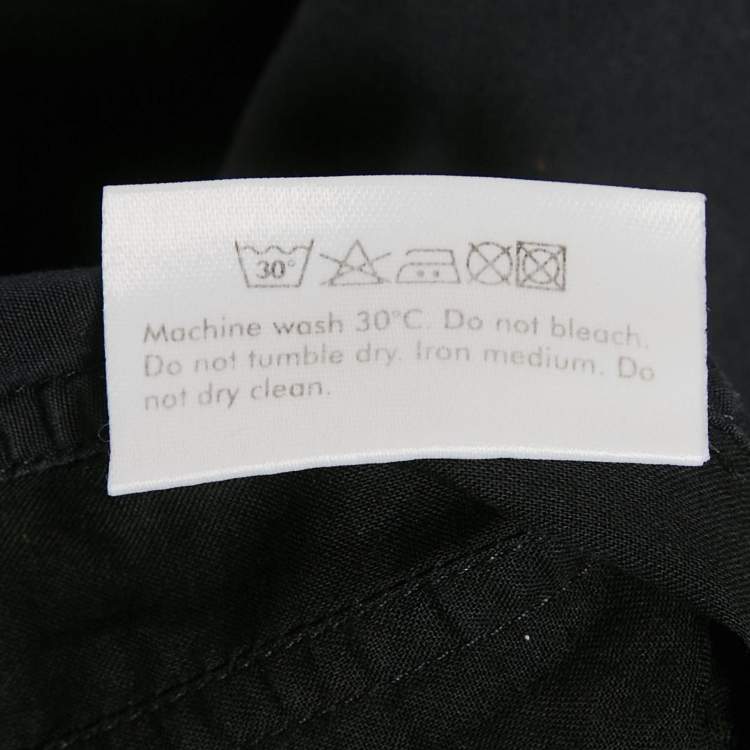 30°
Machine wash 30°C. Do not bleach.
Do not tumble dry. Iron medium. Do
not dry clean.